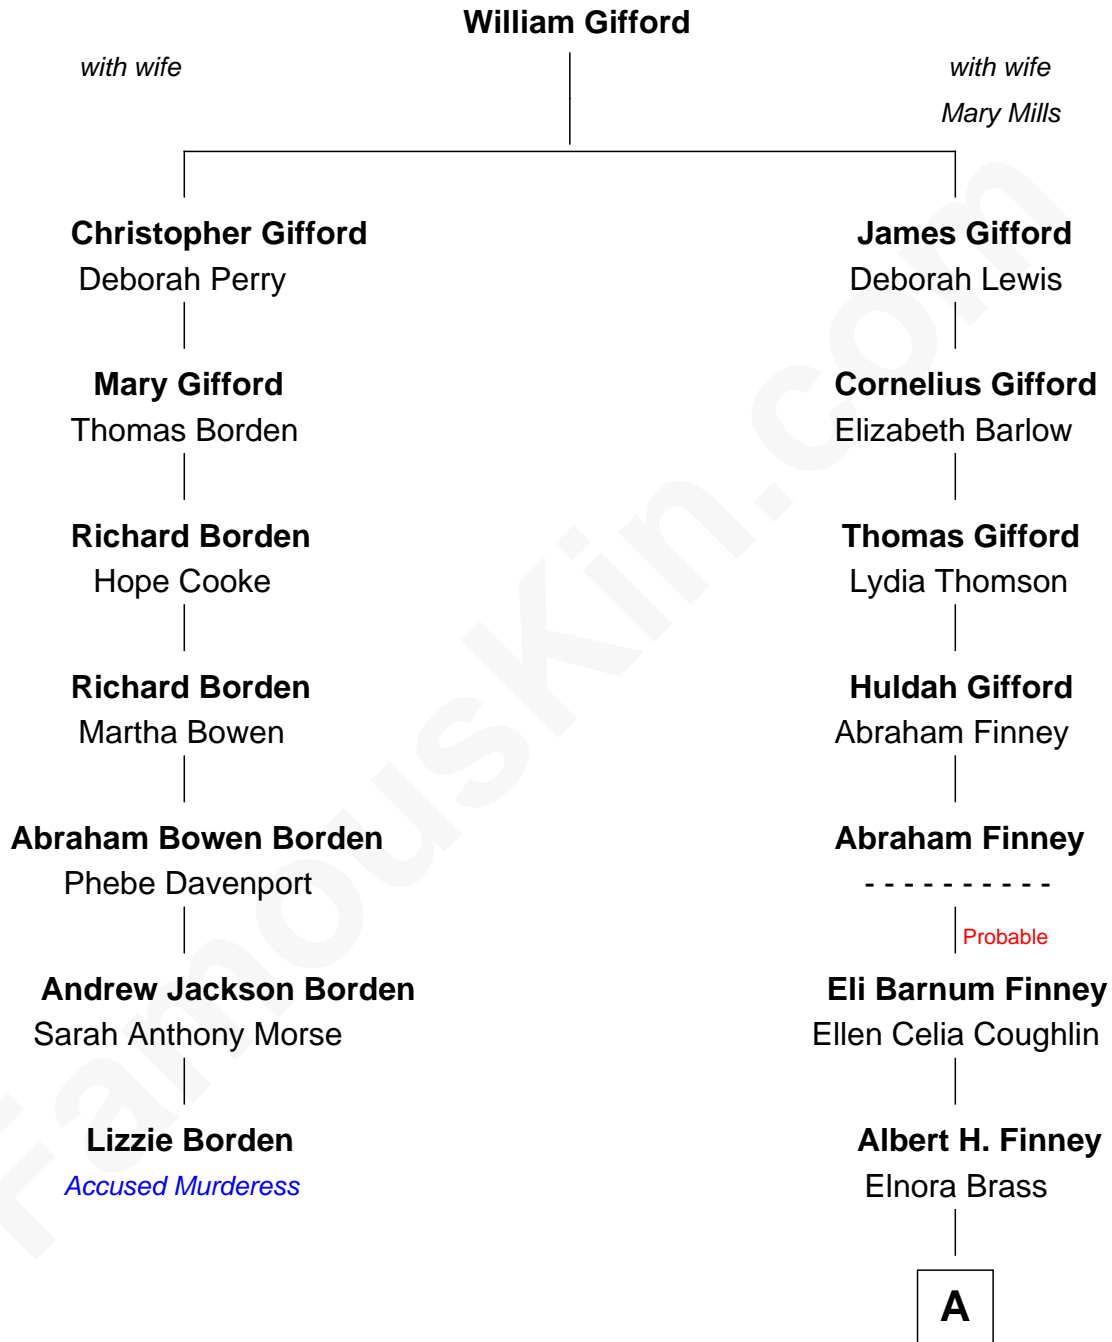 William Gifford
with wife
with wife
Mary Mills
Christopher Gifford
Deborah Perry
James Gifford
Deborah Lewis
Mary Gifford
Thomas Borden
Cornelius Gifford
Elizabeth Barlow
Richard Borden
Hope Cooke
Thomas Gifford
Lydia Thomson
Richard Borden
Martha Bowen
Huldah Gifford
Abraham Finney
Abraham Bowen Borden
Phebe Davenport
Abraham Finney
- - - - - - - - - -
Probable
Andrew Jackson Borden
Sarah Anthony Morse
Eli Barnum Finney
Ellen Celia Coughlin
Lizzie Borden
Accused Murderess
Albert H. Finney
Elnora Brass
A
FamousKin.com